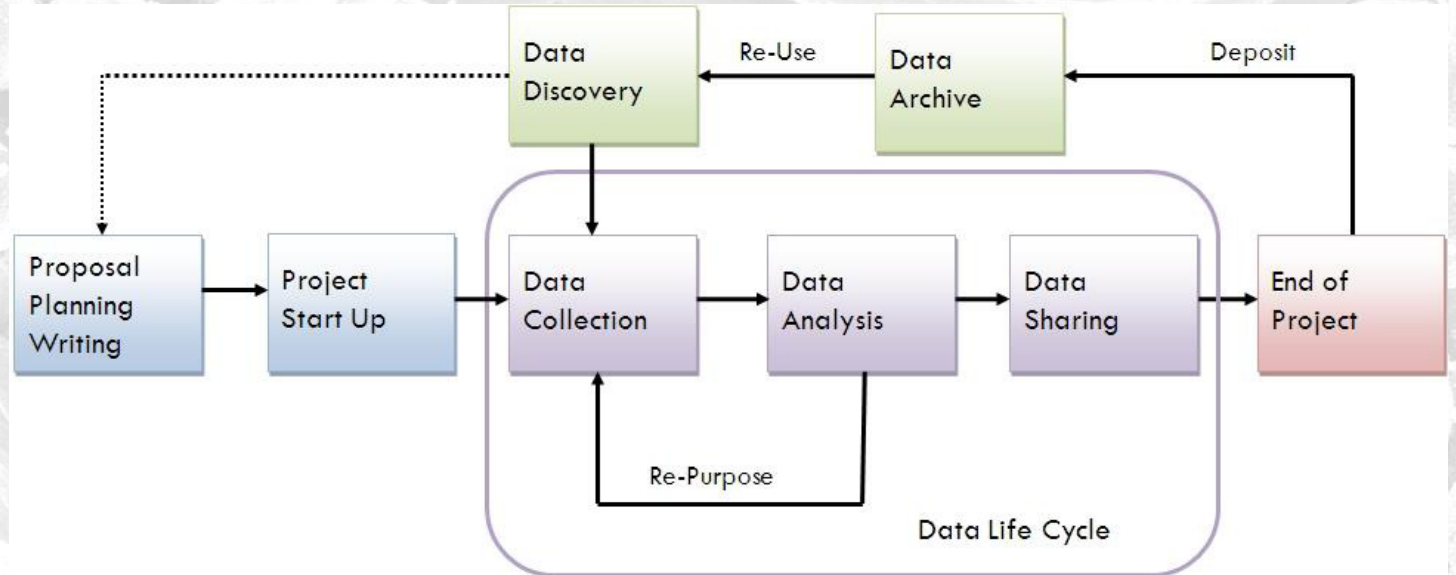 Data
Discovery
Re-Use
Data
Archive
Deposit
Proposal
Planning
Writing
Project
Start Up
Data
Collection
Data
Analysis
Data
Sharing
End of
Project
Re-Purpose
Data Life Cycle